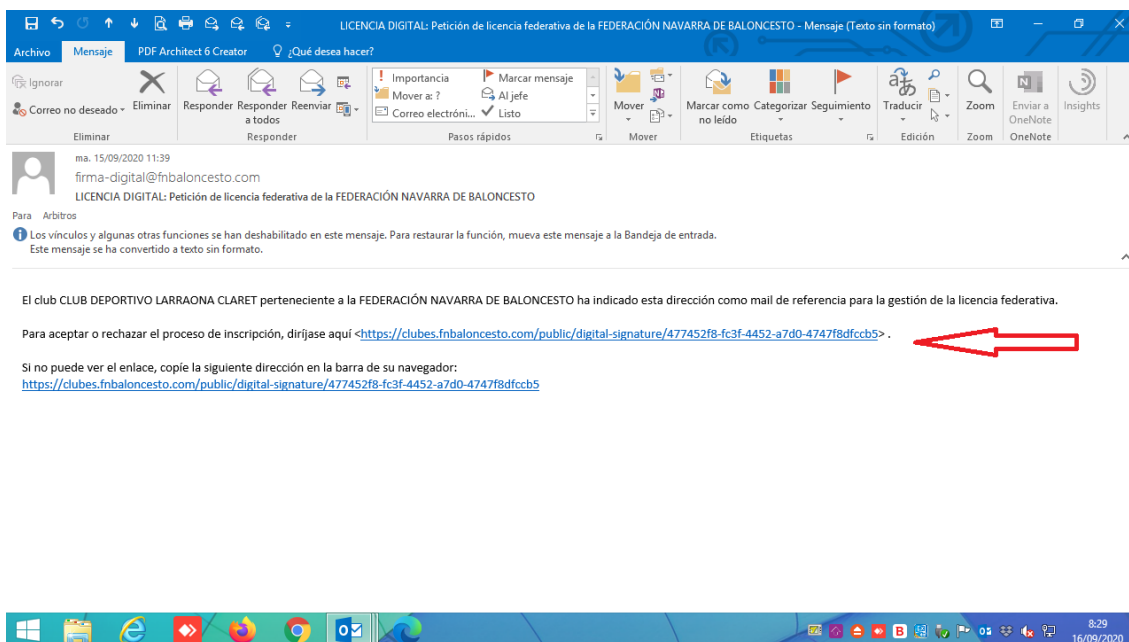 LICENCIA DIGITAL: Petición de licencia federativa de la FEDERACIÓN NAVARRA DE BALONCESTO - Mensaje (Texto sin formato)
Archivo Mensaje PDF Architect 6 Creator ¿Qué desea hacer?
Ignorar
Correo no deseado
Eliminar
Responder
Responder a todos
Reenviar
Importancia
Mover a: ?
Correo electróni...
Marcar mensaje
Al jefe
Listo
Mover
Marcar como no leído
Categorizar
Seguimiento
Traducir
Zoom
Enviar a OneNote
Insights
Eliminar Responder Pasos rápidos Mover Etiquetas Edición Zoom OneNote
ma. 15/09/2020 11:39
firma-digital@fnbaloncesto.com
LICENCIA DIGITAL: Petición de licencia federativa de la FEDERACIÓN NAVARRA DE BALONCESTO
Para Arbitros
Los vínculos y algunas otras funciones se han deshabilitado en este mensaje. Para restaurar la función, mueva este mensaje a la Bandeja de entrada.
Este mensaje se ha convertido a texto sin formato.
El club CLUB DEPORTIVO LARRAONA CLARET perteneciente a la FEDERACIÓN NAVARRA DE BALONCESTO ha indicado esta dirección como mail de referencia para la gestión de la licencia federativa.
Para aceptar o rechazar el proceso de inscripción, diríjase aquí <https://clubes.fnbaloncesto.com/public/digital-signature/477452f8-fc3f-4452-a7d0-4747f8dfccb5> .
Si no puede ver el enlace, copíe la siguiente dirección en la barra de su navegador:
https://clubes.fnbaloncesto.com/public/digital-signature/477452f8-fc3f-4452-a7d0-4747f8dfccb5
8:29
16/09/2020